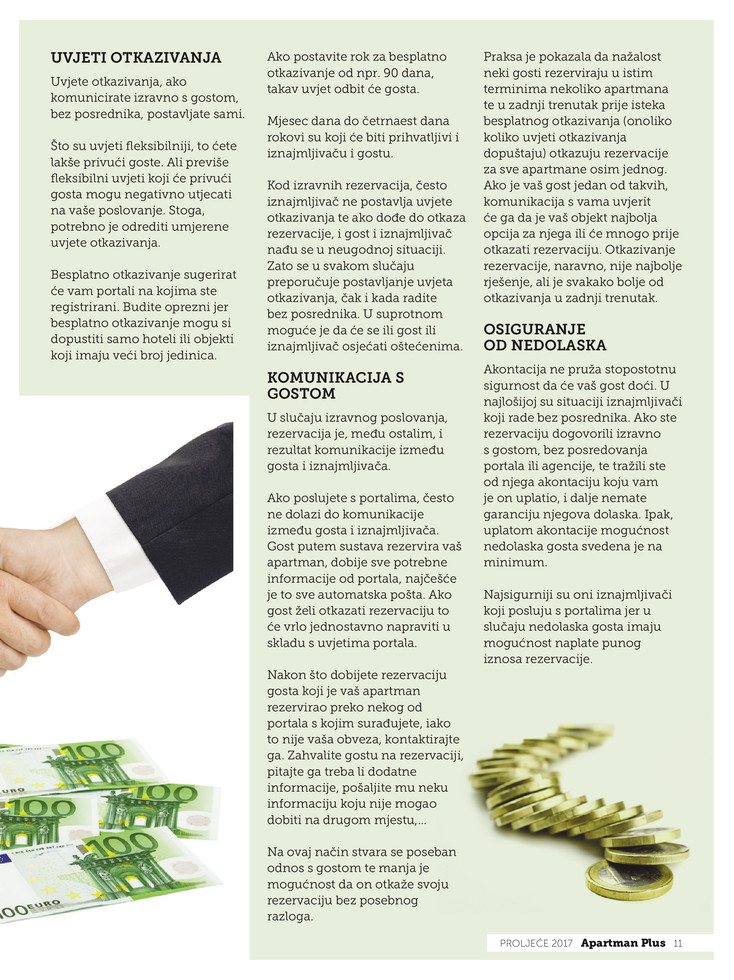 UVJETI OTKAZIVANJA
Uvjete otkazivanja, ako
komunicirate izravno s gostom,
bez posrednika, postavljate sami.
Što su uvjeti fleksibilniji, to ćete
lakše privući goste. Ali previše
fleksibilni uvjeti koji će privući
gosta mogu negativno utjecati
na vaše poslovanje. Stoga,
potrebno je odrediti umjerene
uvjete otkazivanja.
Besplatno otkazivanje sugerirat
će vam portali na kojima ste
registrirani. Budite oprezni jer
besplatno otkazivanje mogu si
dopustiti samo hoteli ili objekti
koji imaju veći broj jedinica.
Ako postavite rok za besplatno
otkazivanje od npr. 90 dana,
takav uvjet odbit će gosta.
Mjesec dana do četrnaest dana
rokovi su koji će biti prihvatljivi i
iznajmljivaču i gostu.
Kod izravnih rezervacija, često
iznajmljivač ne postavlja uvjete
otkazivanja te ako dođe do otkaza
rezervacije, i gost i iznajmljivač
nađu se u neugodnoj situaciji.
Zato se u svakom slučaju
preporučuje postavljanje uvjeta
otkazivanja, čak i kada radite
bez posrednika. U suprotnom
moguće je da će se ili gost ili
iznajmljivač osjećati oštećenima.
KOMUNIKACIJA S
GOSTOM
U slučaju izravnog poslovanja,
rezervacija je, među ostalim, i
rezultat komunikacije između
gosta i iznajmljivača.
Ako poslujete s portalima, često
ne dolazi do komunikacije
između gosta i iznajmljivača.
Gost putem sustava rezervira vaš
apartman, dobije sve potrebne
informacije od portala, najčešće
je to sve automatska pošta. Ako
gost želi otkazati rezervaciju to
će vrlo jednostavno napraviti u
skladu s uvjetima portala.
Nakon što dobijete rezervaciju
gosta koji je vaš apartman
rezervirao preko nekog od
portala s kojim surađujete, iako
to nije vaša obveza, kontaktirajte
ga. Zahvalite gostu na rezervaciji,
pitajte ga treba li dodatne
informacije, pošaljite mu neku
informaciju koju nije mogao
dobiti na drugom mjestu,...
Na ovaj način stvara se poseban
odnos s gostom te manja je
mogućnost da on otkaže svoju
rezervaciju bez posebnog
razloga.
Praksa je pokazala da nažalost
neki gosti rezerviraju u istim
terminima nekoliko apartmana
te u zadnji trenutak prije isteka
besplatnog otkazivanja (onoliko
koliko uvjeti otkazivanja
dopuštaju) otkazuju rezervacije
za sve apartmane osim jednog.
Ako je vaš gost jedan od takvih,
komunikacija s vama uvjerit
će ga da je vaš objekt najbolja
opcija za njega ili će mnogo prije
otkazati rezervaciju. Otkazivanje
rezervacije, naravno, nije najbolje
rješenje, ali je svakako bolje od
otkazivanja u zadnji trenutak.
OSIGURANJE
OD NEDOLASKA
Akontacija ne pruža stopostotnu
sigurnost da će vaš gost doći. U
najlošijoj su situaciji iznajmljivači
koji rade bez posrednika. Ako ste
rezervaciju dogovorili izravno
s gostom, bez posredovanja
portala ili agencije, te tražili ste
od njega akontaciju koju vam
je on uplatio, i dalje nemate
garanciju njegova dolaska. Ipak,
uplatom akontacije mogućnost
nedolaska gosta svedena je na
minimum.
Najsigurniji su oni iznajmljivači
koji posluju s portalima jer u
slučaju nedolaska gosta imaju
mogućnost naplate punog
iznosa rezervacije.
100
EURO
100
100
100
100 EURO
PROLJEĆE 2017 Apartman Plus 11